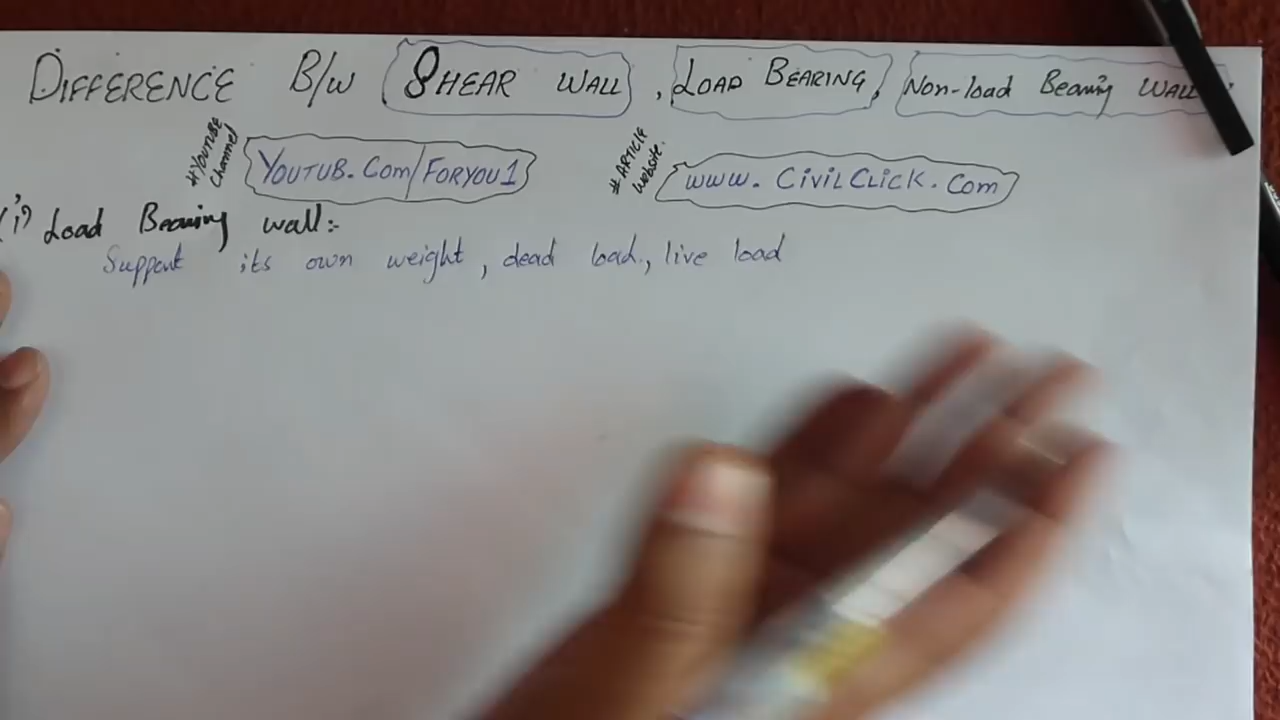 DIFFERENCE B/w SHEAR WALL, LOAD BEARING, Non-load Bearing WALL
#YOUTUBE Channel YOUTUB.Com/FORYOU1
#ARTICLE Website. www.CIVILCLICK.Com
(i) Load Bearing wall:-
Support its own weight, dead load, live load